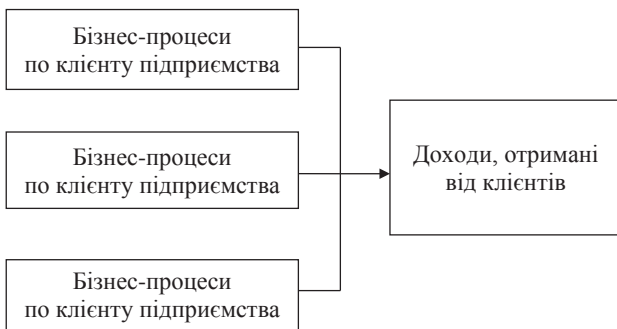 Бізнес-процеси
по клієнту підприємства
Бізнес-процеси
по клієнту підприємства
Доходи, отримані
від клієнтів
Бізнес-процеси
по клієнту підприємства